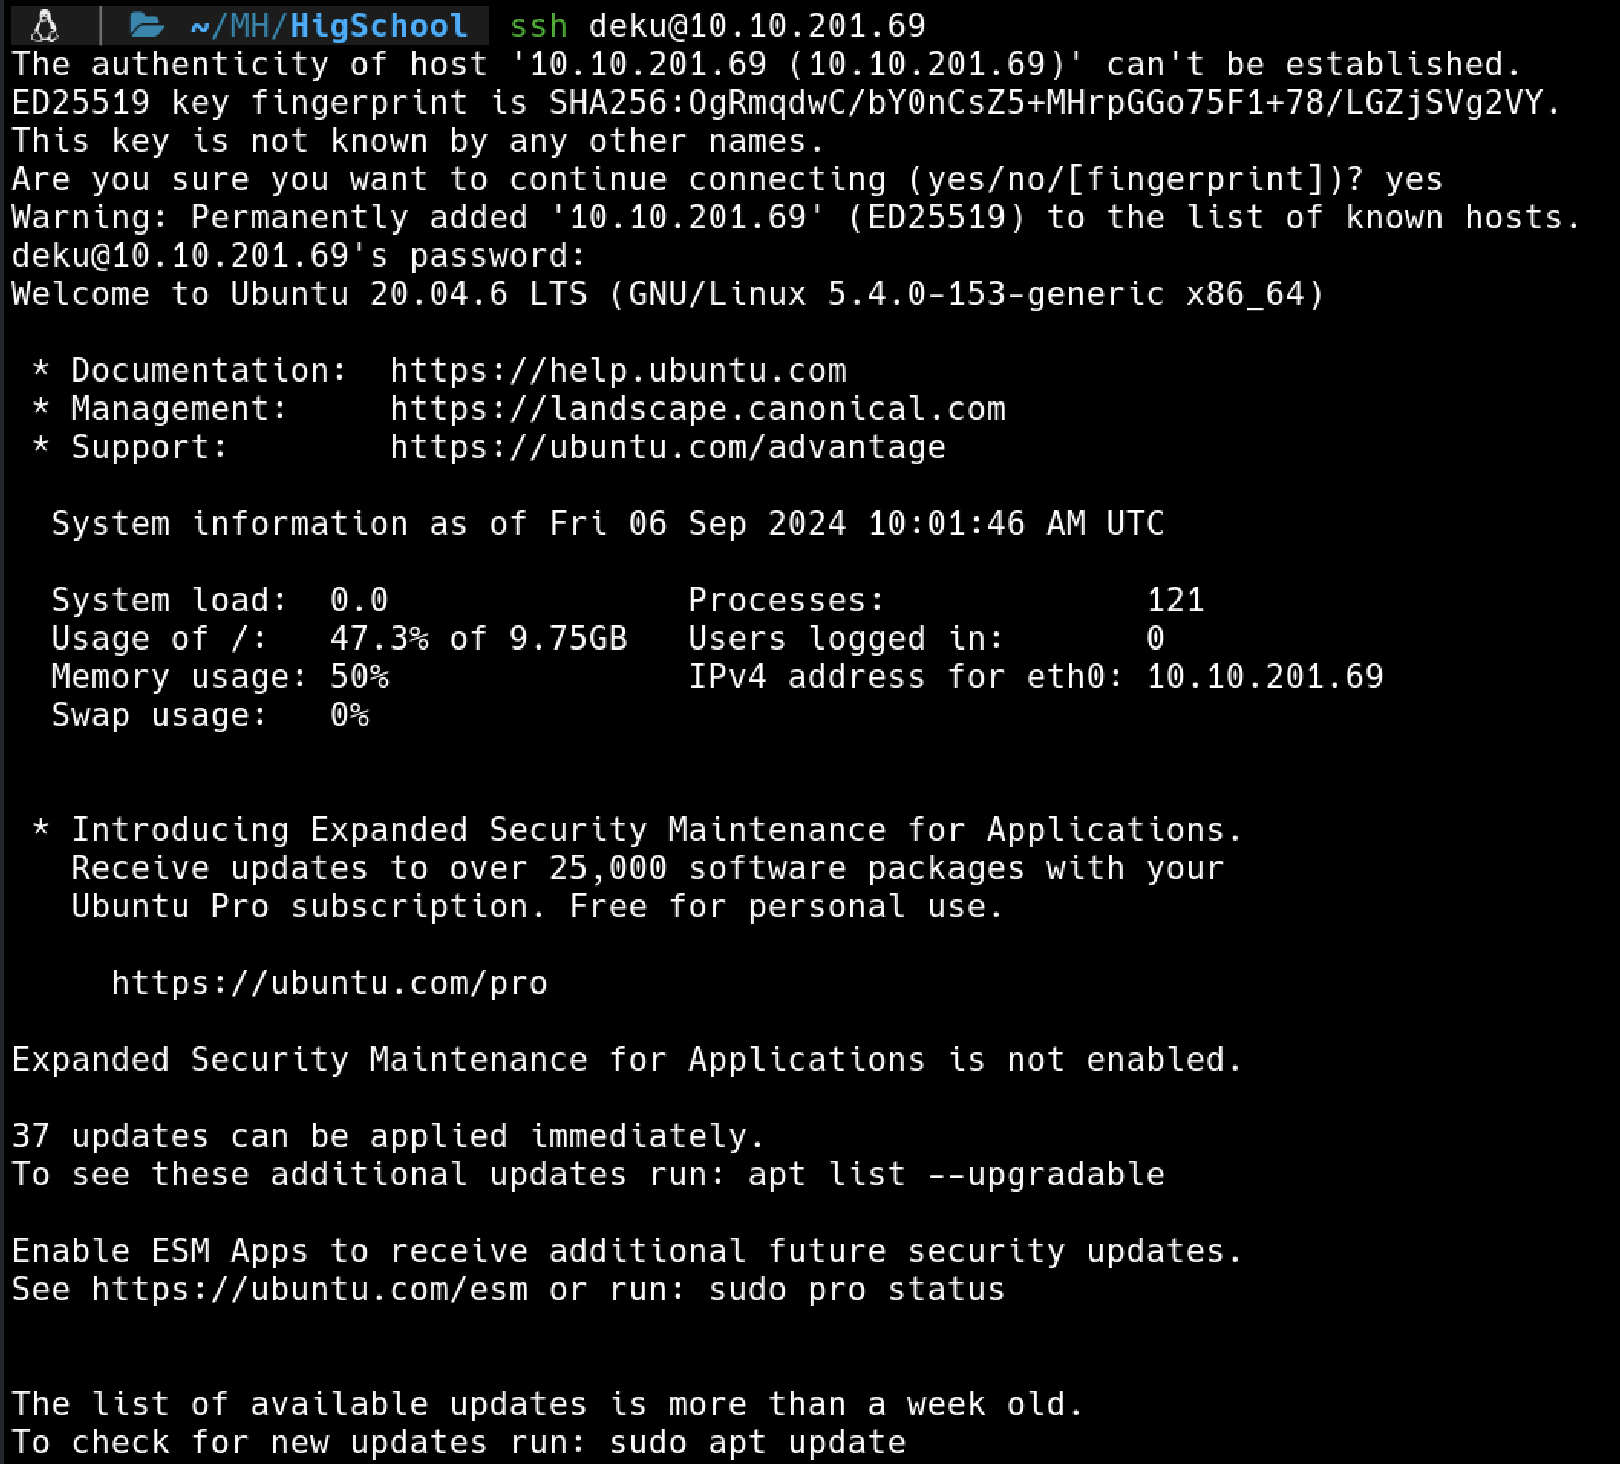 ~/MH/HigSchool ssh deku@10.10.201.69
The authenticity of host '10.10.201.69 (10.10.201.69)' can't be established.
ED25519 key fingerprint is SHA256:OgRmqdwC/bY0nCsZ5+MHrpGGo75F1+78/LGZjSVg2VY.
This key is not known by any other names.
Are you sure you want to continue connecting (yes/no/[fingerprint])? yes
Warning: Permanently added '10.10.201.69' (ED25519) to the list of known hosts.
deku@10.10.201.69's password:
Welcome to Ubuntu 20.04.6 LTS (GNU/Linux 5.4.0-153-generic x86_64)
* Documentation:  https://help.ubuntu.com
* Management:     https://landscape.canonical.com
* Support:        https://ubuntu.com/advantage
System information as of Fri 06 Sep 2024 10:01:46 AM UTC
System load:  0.0               Processes:             121
Usage of /:   47.3% of 9.75GB   Users logged in:       0
Memory usage: 50%               IPv4 address for eth0: 10.10.201.69
Swap usage:   0%
* Introducing Expanded Security Maintenance for Applications.
Receive updates to over 25,000 software packages with your
Ubuntu Pro subscription. Free for personal use.
https://ubuntu.com/pro
Expanded Security Maintenance for Applications is not enabled.
37 updates can be applied immediately.
To see these additional updates run: apt list --upgradable
Enable ESM Apps to receive additional future security updates.
See https://ubuntu.com/esm or run: sudo pro status
The list of available updates is more than a week old.
To check for new updates run: sudo apt update